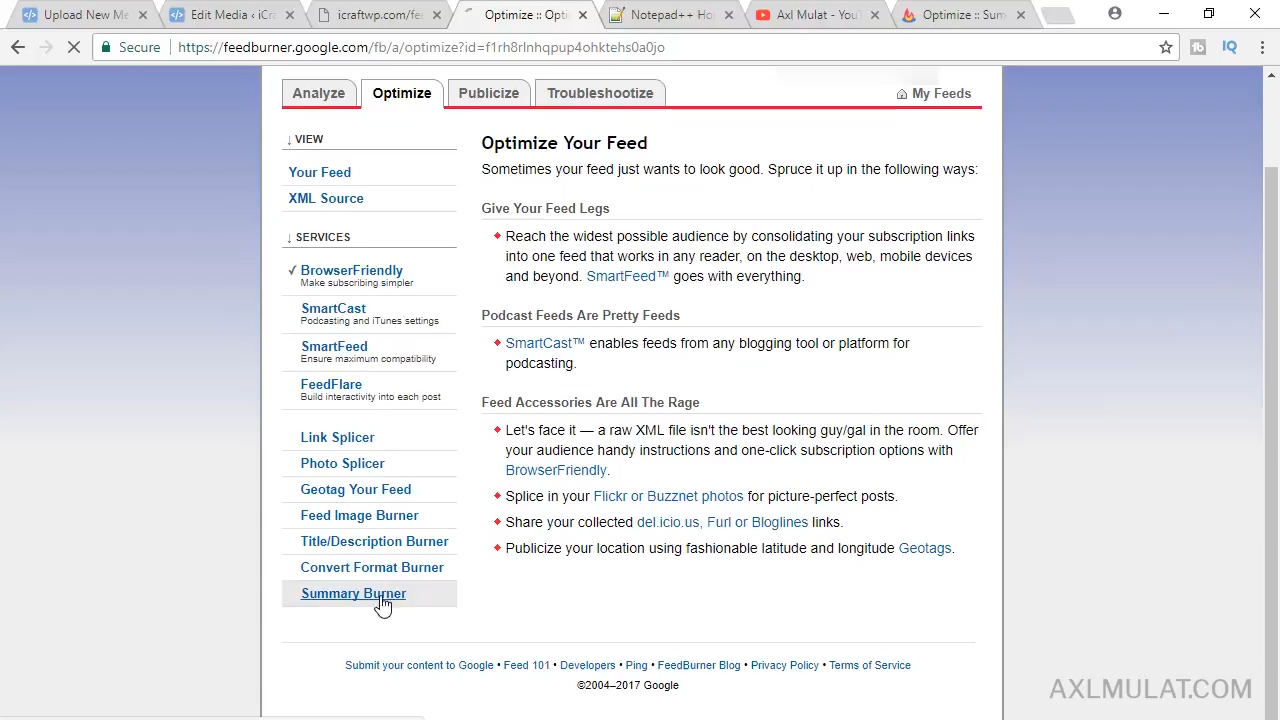 Upload New Me
Edit Media ‹ iCra
icraftwp.com/fee
Optimize :: Opti
Notepad++ Ho
Axl Mulat - You
Optimize :: Sum
Secure
https://feedburner.google.com/fb/a/optimize?id=f1rh8rlnhqpup4ohktehs0a0jo
Analyze
Optimize
Publicize
Troubleshootize
My Feeds
↓ VIEW
Your Feed
XML Source
↓ SERVICES
✓ BrowserFriendly
Make subscribing simpler
SmartCast
Podcasting and iTunes settings
SmartFeed
Ensure maximum compatibility
FeedFlare
Build interactivity into each post
Link Splicer
Photo Splicer
Geotag Your Feed
Feed Image Burner
Title/Description Burner
Convert Format Burner
Summary Burner
Optimize Your Feed
Sometimes your feed just wants to look good. Spruce it up in the following ways:
Give Your Feed Legs
Reach the widest possible audience by consolidating your subscription links
into one feed that works in any reader, on the desktop, web, mobile devices
and beyond. SmartFeed™ goes with everything.
Podcast Feeds Are Pretty Feeds
SmartCast™ enables feeds from any blogging tool or platform for
podcasting.
Feed Accessories Are All The Rage
Let's face it — a raw XML file isn't the best looking guy/gal in the room. Offer
your audience handy instructions and one-click subscription options with
BrowserFriendly.
Splice in your Flickr or Buzznet photos for picture-perfect posts.
Share your collected del.icio.us, Furl or Bloglines links.
Publicize your location using fashionable latitude and longitude Geotags.
Submit your content to Google • Feed 101 • Developers • Ping • FeedBurner Blog • Privacy Policy • Terms of Service
©2004–2017 Google
AXLMULAT.COM